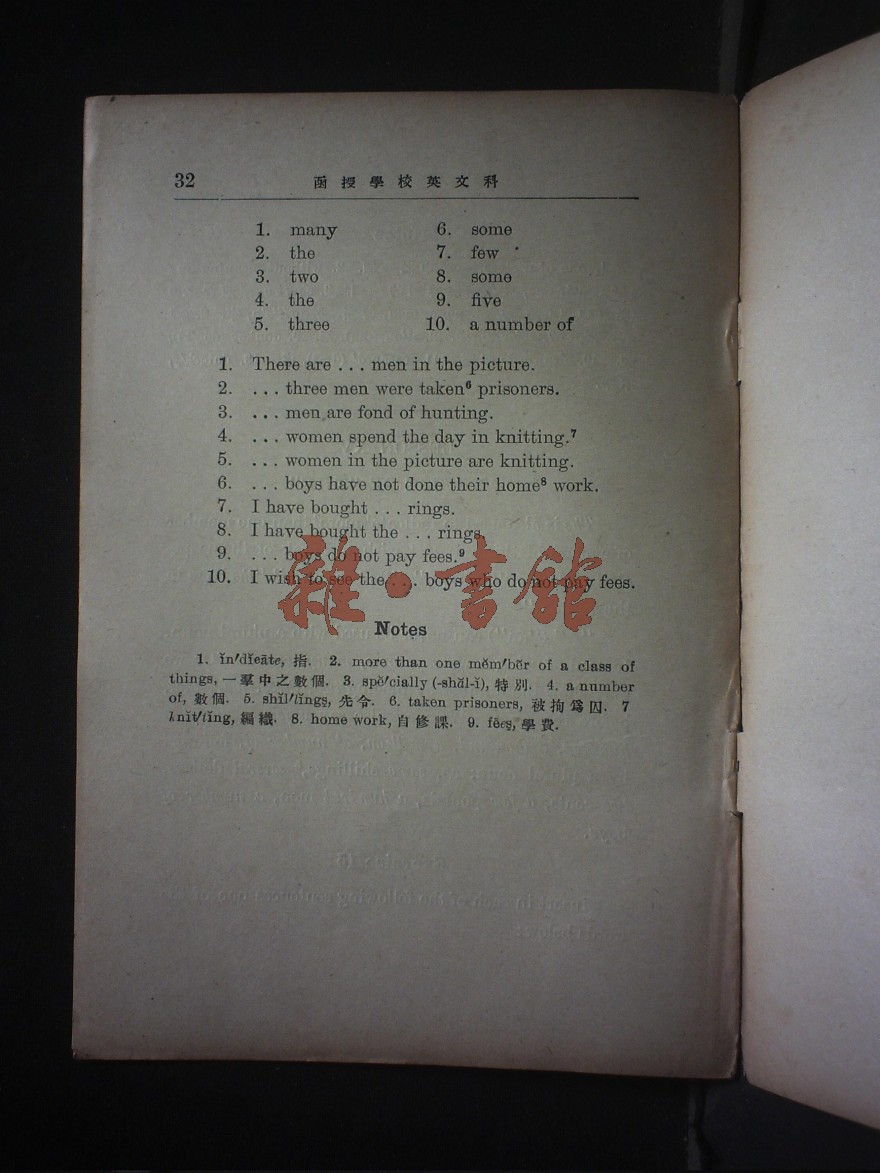 32 函授學校英文科
1. many 6. some
2. the 7. few
3. two 8. some
4. the 9. five
5. three 10. a number of
1. There are . . . men in the picture.
2. . . . three men were taken⁶ prisoners.
3. . . . men are fond of hunting.
4. . . . women spend the day in knitting.⁷
5. . . . women in the picture are knitting.
6. . . . boys have not done their home⁸ work.
7. I have bought . . . rings.
8. I have bought the . . . rings.
9. . . . boys do not pay fees.⁹
10. I wish to see the . . . boys who do not pay fees.
雜·書館
Notes
1. ĭn′dĭeāte, 指. 2. more than one mĕm′bẽr of a class of
things, 一羣中之數個. 3. spĕ′cially (-shăl-ĭ), 特別. 4. a number
of, 數個. 5. shĭl′lĭngs̱, 先令. 6. taken prisoners, 被拘爲囚. 7
knĭt′tĭng, 編織. 8. home work, 自修課. 9. fēes̱, 學費.